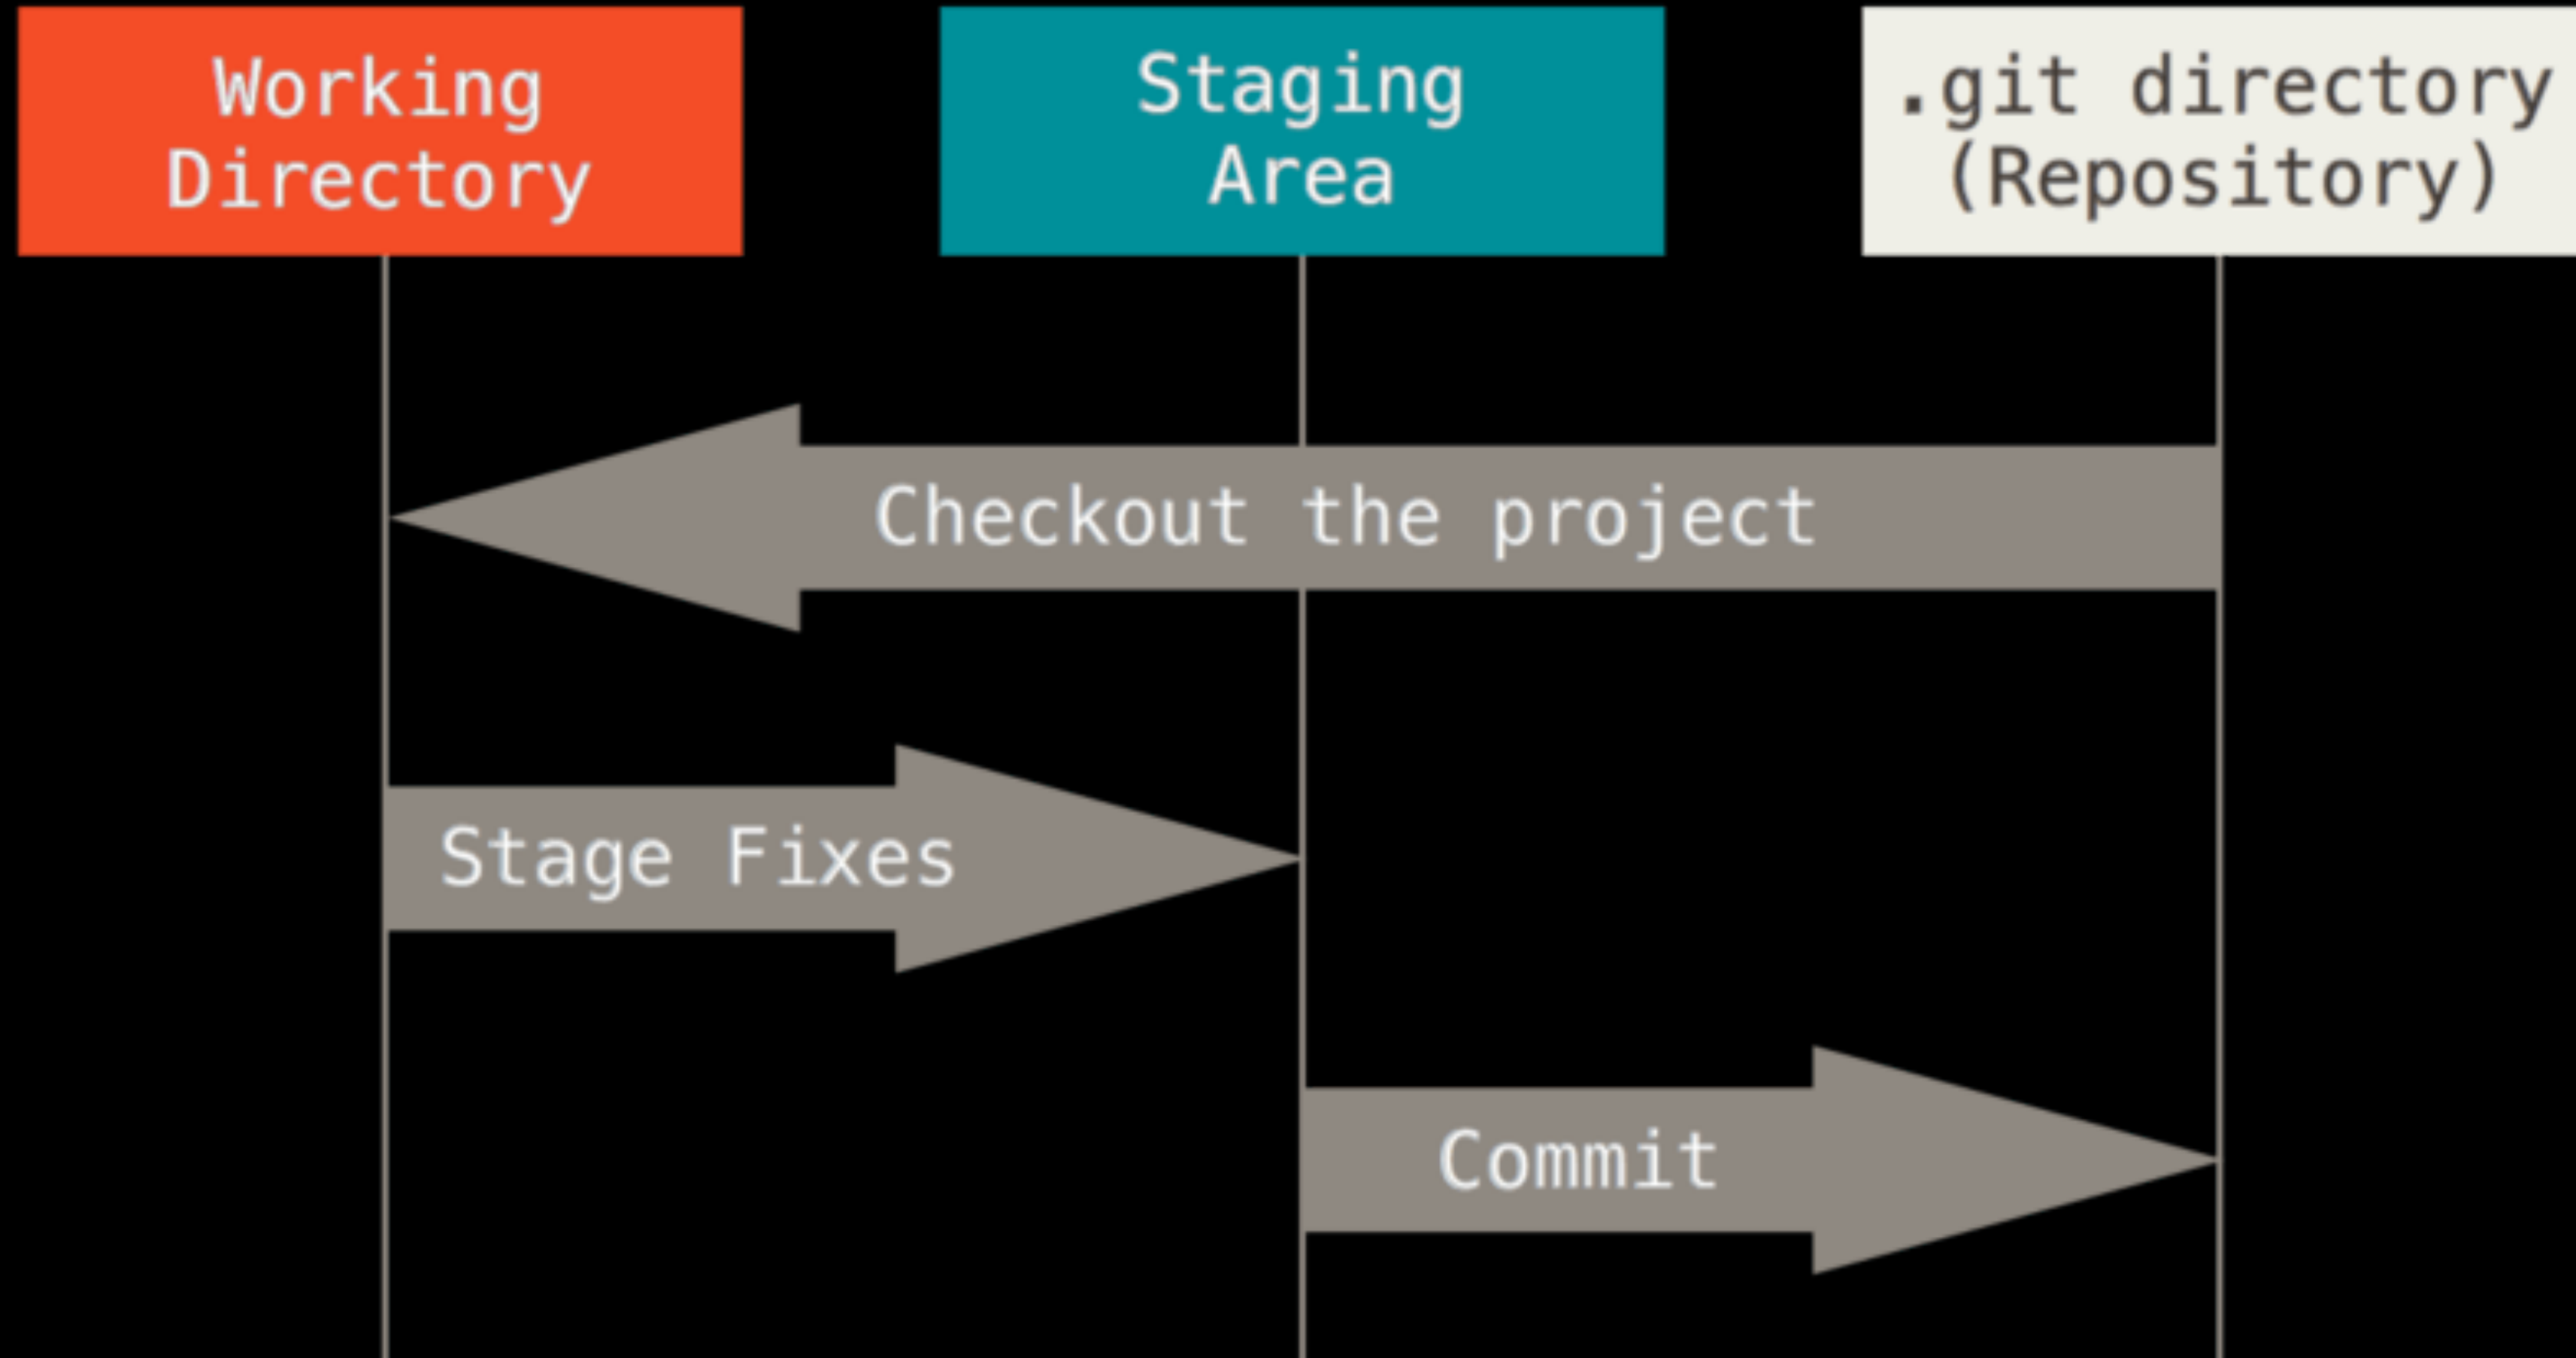 Working
Directory
Staging
Area
.git directory
(Repository)
Checkout the project
Stage Fixes
Commit